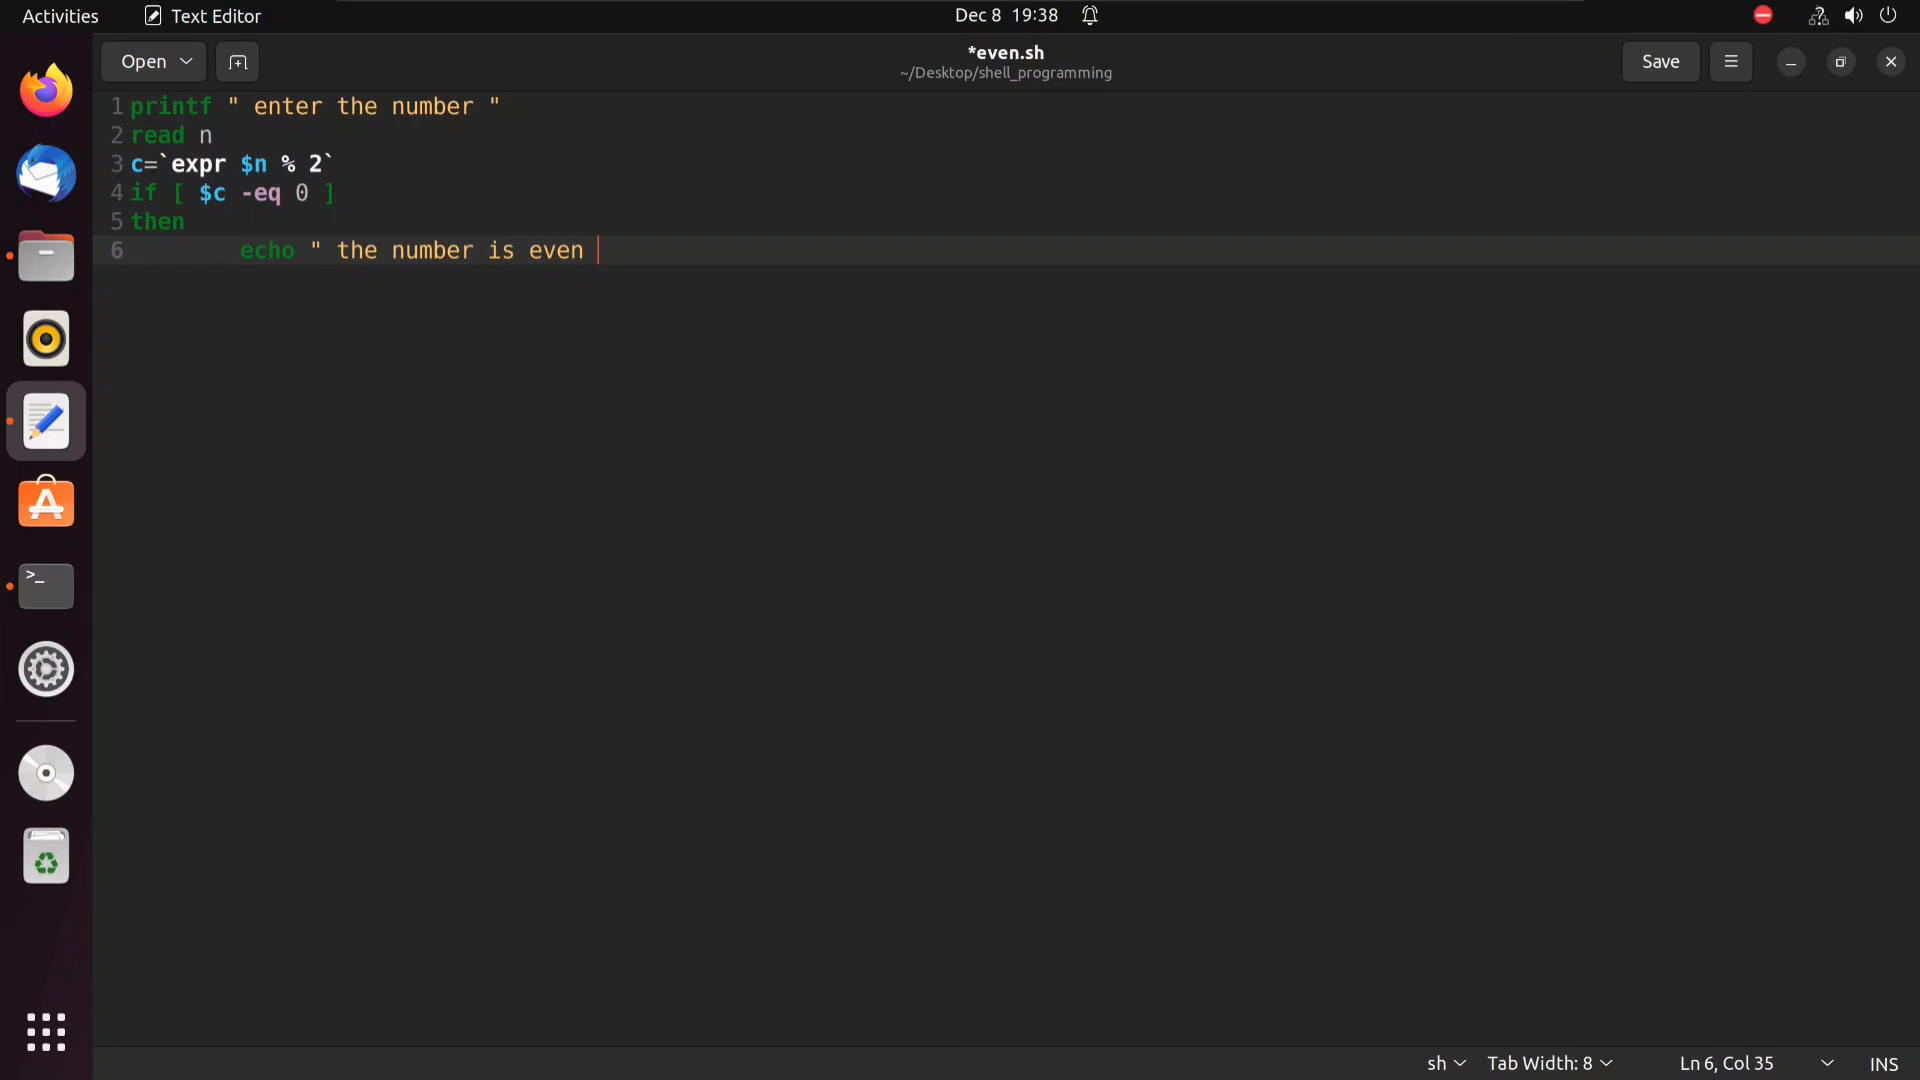 Activities Text Editor Dec 8 19:38
Open *even.sh Save
~/Desktop/shell_programming
1 printf " enter the number "
2 read n
3 c=`expr $n % 2`
4 if [ $c -eq 0 ]
5 then
6 echo " the number is even
sh Tab Width: 8 Ln 6, Col 35 INS